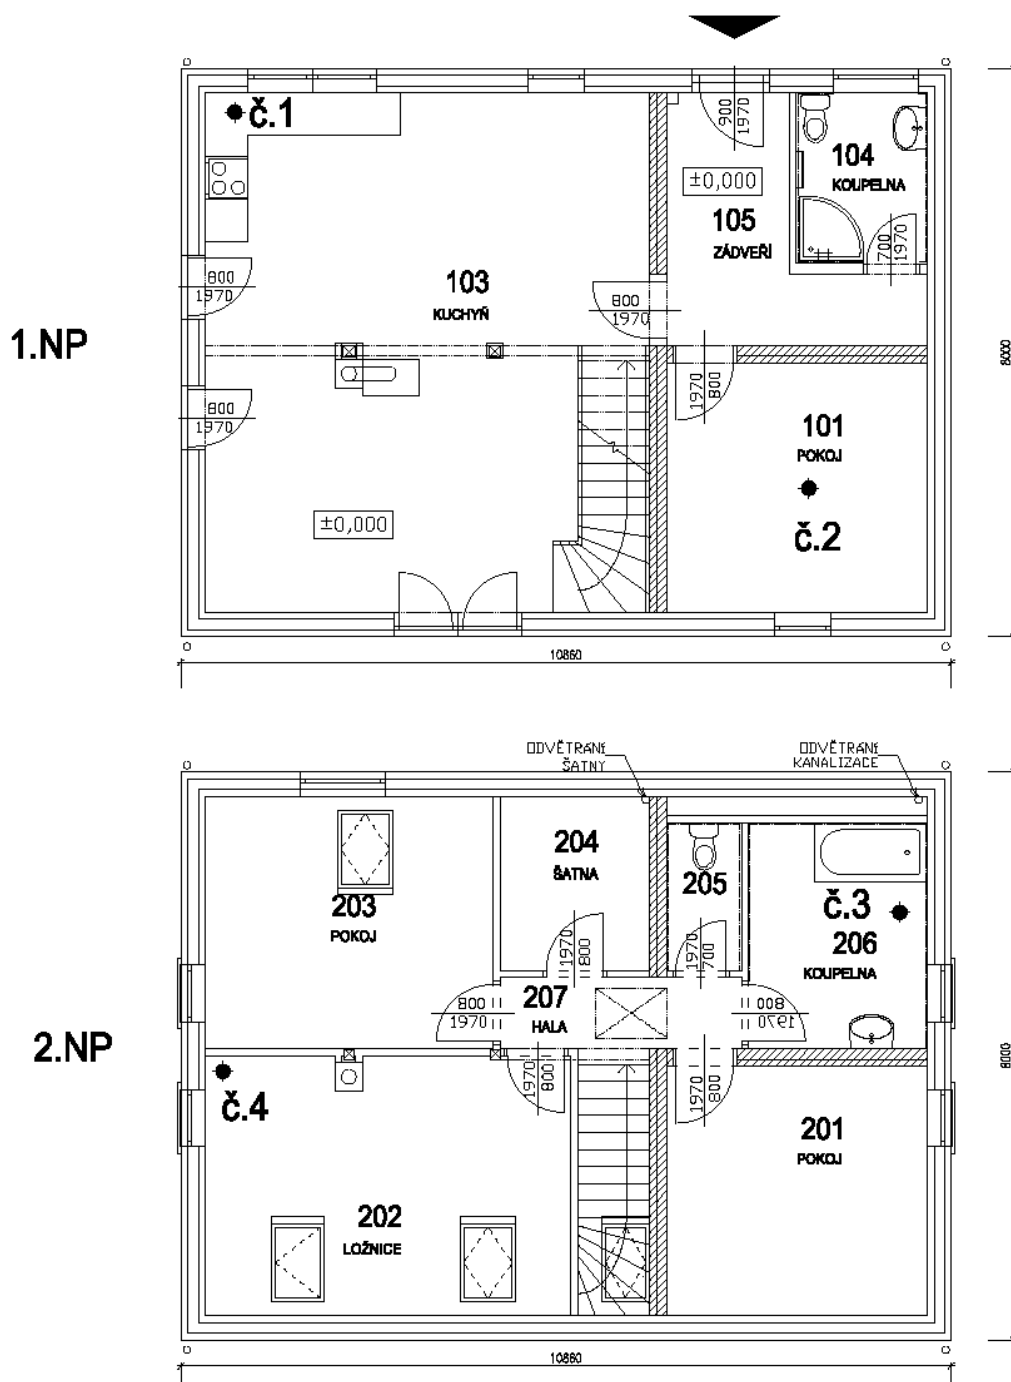 č.1
900
1970
104
KOUPELNA
±0,000
105
ZÁDVEŘÍ
700
1970
800
1970
103
KUCHYŇ
800
1970
1.NP
8000
800
1970
1970
800
101
POKOJ
±0,000
č.2
10860
ODVĚTRÁNÍ
ŠATNY
ODVĚTRÁNÍ
KANALIZACE
204
ŠATNA
205
203
POKOJ
č.3
206
KOUPELNA
1970
800
1970
700
207
HALA
800
1970
800
1970
2.NP
8000
č.4
1970
800
1970
800
201
POKOJ
202
LOŽNICE
10860